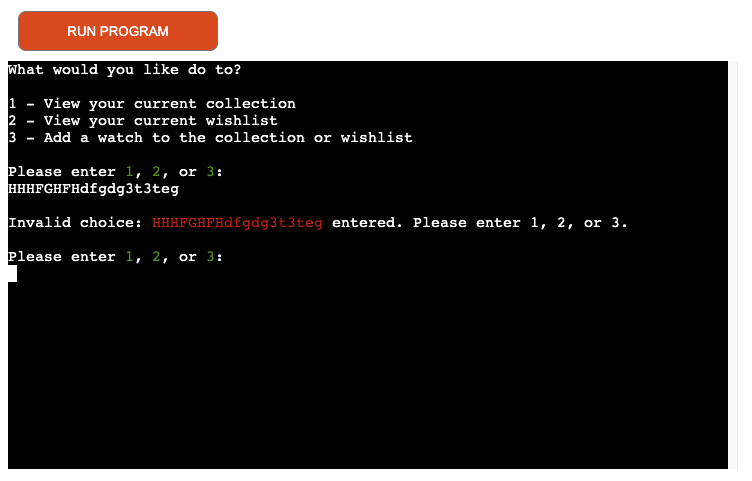 RUN PROGRAM
What would you like do to?
1 - View your current collection
2 - View your current wishlist
3 - Add a watch to the collection or wishlist
Please enter 1, 2, or 3:
HHHFGHFHdfgdg3t3teg
Invalid choice: HHHFGHFHdfgdg3t3teg entered. Please enter 1, 2, or 3.
Please enter 1, 2, or 3: